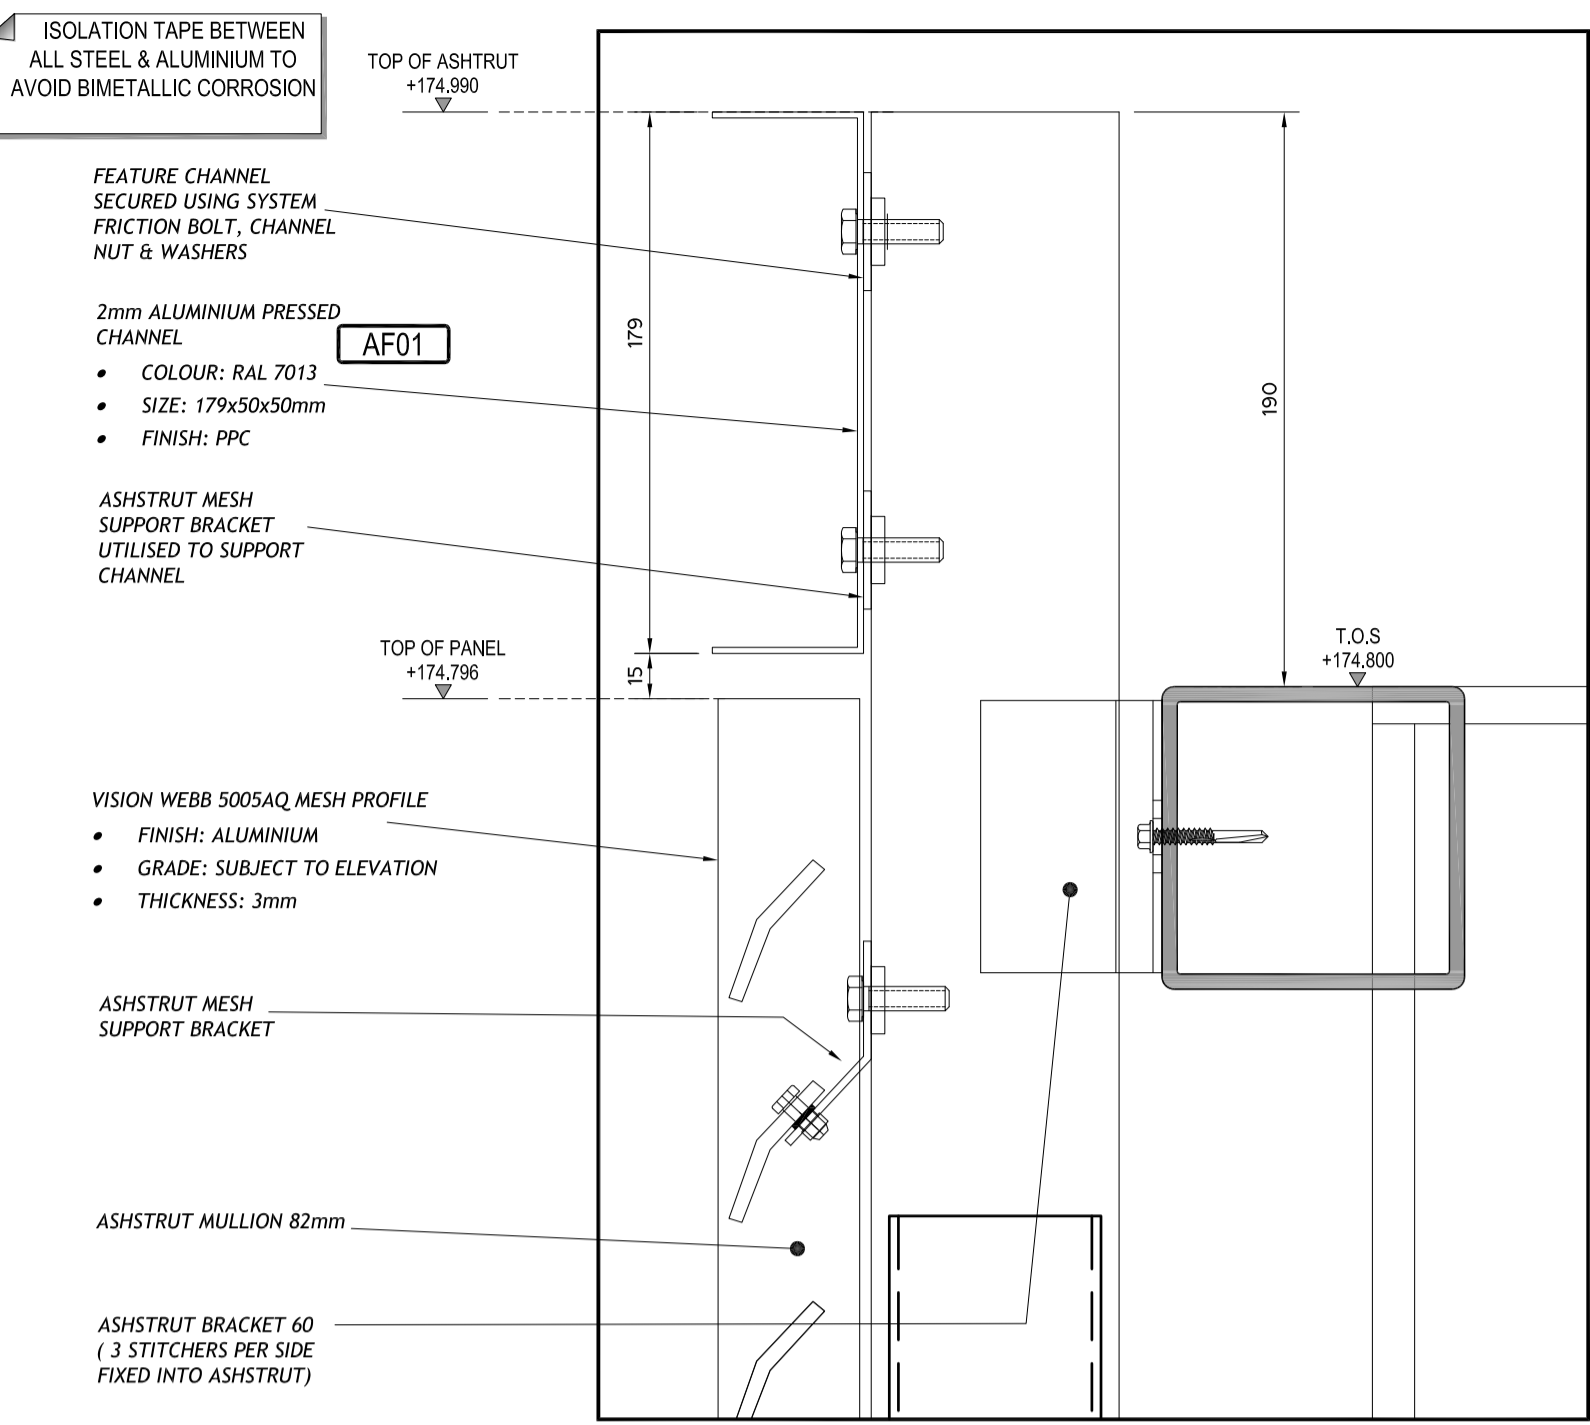 ISOLATION TAPE BETWEEN
ALL STEEL & ALUMINIUM TO
AVOID BIMETALLIC CORROSION
TOP OF ASHTRUT
+174.990
FEATURE CHANNEL
SECURED USING SYSTEM
FRICTION BOLT, CHANNEL
NUT & WASHERS
2mm ALUMINIUM PRESSED
CHANNEL
AF01
• COLOUR: RAL 7013
• SIZE: 179x50x50mm
• FINISH: PPC
179
190
ASHSTRUT MESH
SUPPORT BRACKET
UTILISED TO SUPPORT
CHANNEL
TOP OF PANEL
+174.796
15
T.O.S
+174.800
VISION WEBB 5005AQ MESH PROFILE
• FINISH: ALUMINIUM
• GRADE: SUBJECT TO ELEVATION
• THICKNESS: 3mm
ASHSTRUT MESH
SUPPORT BRACKET
ASHSTRUT MULLION 82mm
ASHSTRUT BRACKET 60
( 3 STITCHERS PER SIDE
FIXED INTO ASHSTRUT)